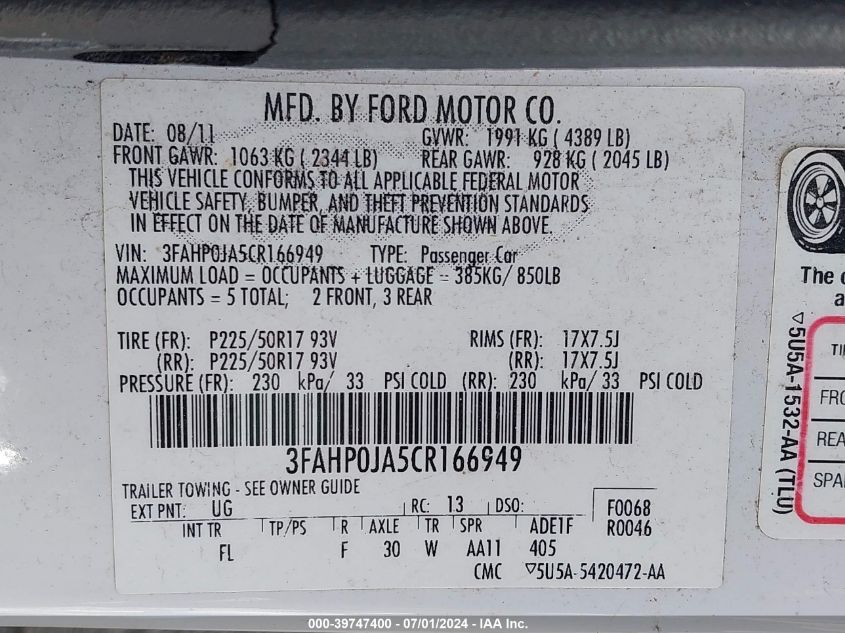 MFD. BY FORD MOTOR CO.
DATE: 08/11 GVWR: 1991 KG ( 4389 LB)
FRONT GAWR: 1063 KG ( 2344 LB) REAR GAWR: 928 KG ( 2045 LB)
THIS VEHICLE CONFORMS TO ALL APPLICABLE FEDERAL MOTOR
VEHICLE SAFETY, BUMPER, AND THEFT PREVENTION STANDARDS
IN EFFECT ON THE DATE OF MANUFACTURE SHOWN ABOVE.
VIN: 3FAHP0JA5CR166949 TYPE: Passenger Car
MAXIMUM LOAD = OCCUPANTS + LUGGAGE = 385KG/ 850LB
OCCUPANTS = 5 TOTAL; 2 FRONT, 3 REAR
TIRE (FR): P225/50R17 93V RIMS (FR): 17X7.5J
(RR): P225/50R17 93V (RR): 17X7.5J
PRESSURE (FR): 230 kPa/ 33 PSI COLD (RR): 230 kPa/ 33 PSI COLD
3FAHP0JA5CR166949
TRAILER TOWING - SEE OWNER GUIDE
EXT PNT: UG RC: 13 DSO: F0068
INT TR TP/PS R AXLE TR SPR ADE1F R0046
FL F 30 W AA11 405
CMC ▽5U5A-5420472-AA
The
▽5U5A-1532-AA (TLU)
000-39747400 - 07/01/2024 - IAA Inc.